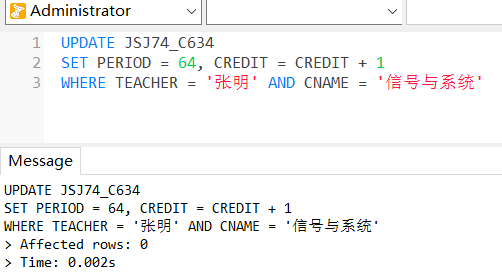 Administrator
1 UPDATE JSJ74_C634
2 SET PERIOD = 64, CREDIT = CREDIT + 1
3 WHERE TEACHER = '张明' AND CNAME = '信号与系统'
Message
UPDATE JSJ74_C634
SET PERIOD = 64, CREDIT = CREDIT + 1
WHERE TEACHER = '张明' AND CNAME = '信号与系统'
> Affected rows: 0
> Time: 0.002s